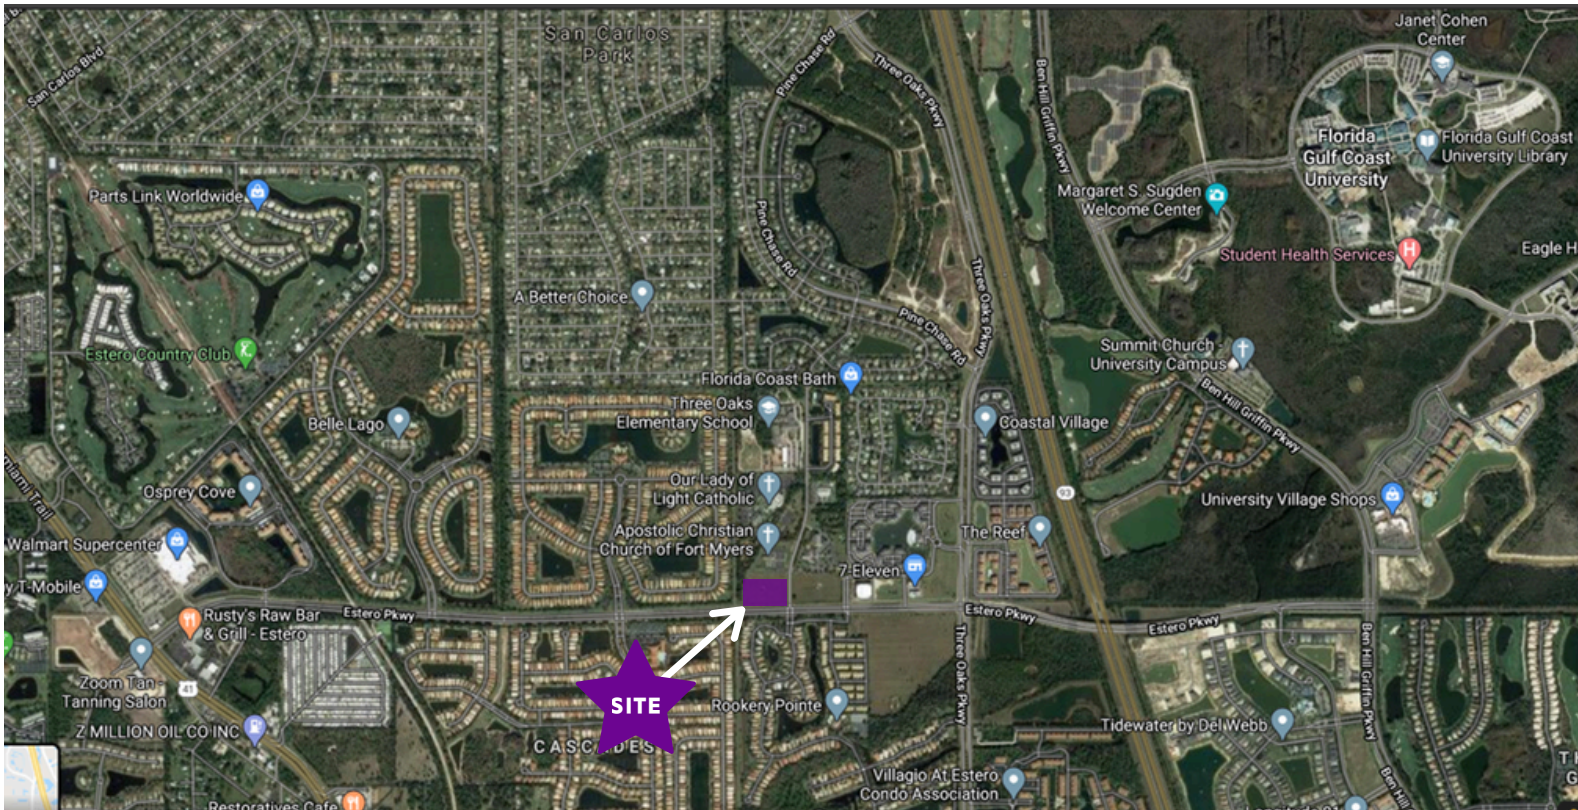 San Carlos
Park
San Carlos Blvd
Pine Chase Rd
Three Oaks Pkwy
Ben Hill Griffin Pkwy
Janet Cohen
Center
Florida
Gulf Coast
University
Florida Gulf Coast
University Library
Parts Link Worldwide
Margaret S. Sugden
Welcome Center
Pine Chase Rd
Student Health Services
Eagle H
A Better Choice
Three Oaks Pkwy
Pine Chase Rd
Estero Country Club
Summit Church -
University Campus
Florida Coast Bath
Ben Hill Griffin Pkwy
Three Oaks
Elementary School
Belle Lago
Coastal Village
Osprey Cove
Our Lady of
Light Catholic
93
University Village Shops
miami Trail
Walmart Supercenter
Apostolic Christian
Church of Fort Myers
The Reef
7-Eleven
y T-Mobile
Rusty's Raw Bar
& Grill - Estero
Estero Pkwy
Estero Pkwy
Estero Pkwy
Three Oaks Pkwy
Ben Hill Griffin Pkwy
Zoom Tan -
Tanning Salon
41
SITE
Rookery Pointe
Z MILLION OIL CO INC
CASCADES
Tidewater by Del Webb
Villagio At Estero
Condo Association
Ben Hi
T
G
Restoratives Cafe